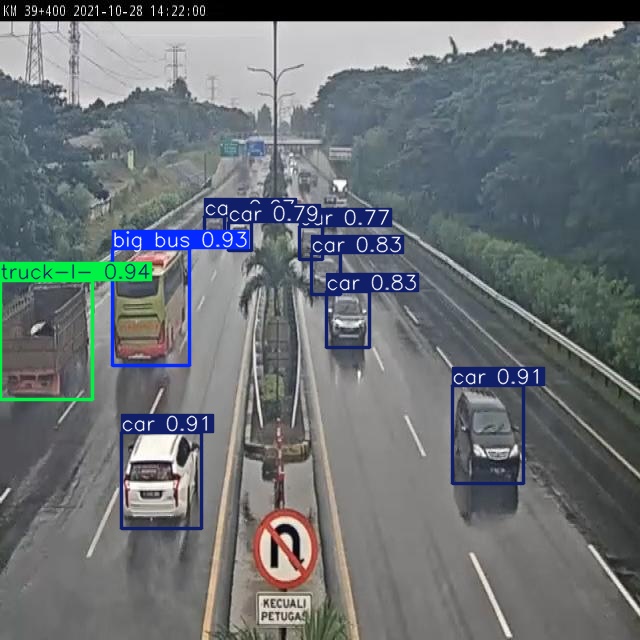 KM 39+400 2021-10-28 14:22:00
car 0.79
0.77
big bus 0.93
car 0.83
truck-l- 0.94
car 0.83
car 0.91
car 0.91
KECUALI
PETUGAS